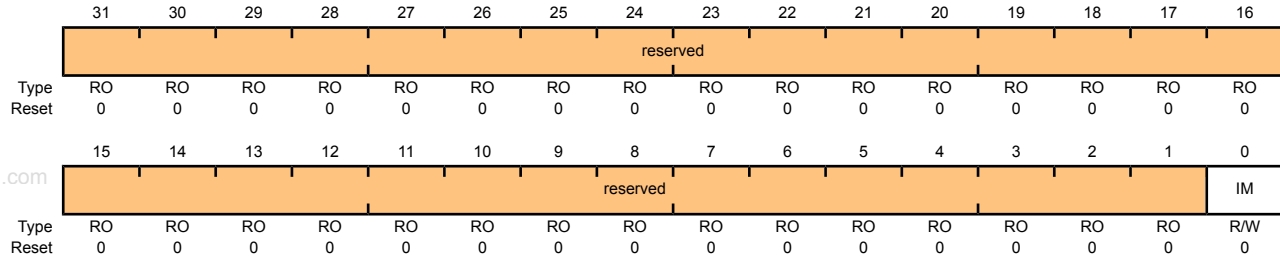 31 30 29 28 27 26 25 24 23 22 21 20 19 18 17 16
reserved
Type RO RO RO RO RO RO RO RO RO RO RO RO RO RO RO RO
Reset 0 0 0 0 0 0 0 0 0 0 0 0 0 0 0 0
15 14 13 12 11 10 9 8 7 6 5 4 3 2 1 0
.com reserved IM
Type RO RO RO RO RO RO RO RO RO RO RO RO RO RO RO R/W
Reset 0 0 0 0 0 0 0 0 0 0 0 0 0 0 0 0